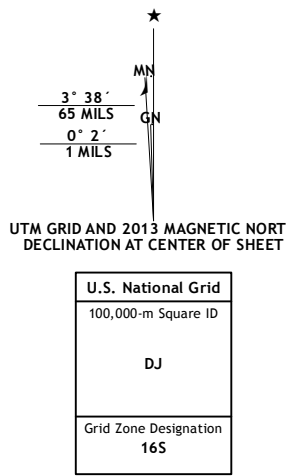 MN
3° 38´
65 MILS
GN
0° 2´
1 MILS
UTM GRID AND 2013 MAGNETIC NORT
DECLINATION AT CENTER OF SHEET
U.S. National Grid
100,000-m Square ID
DJ
Grid Zone Designation
16S